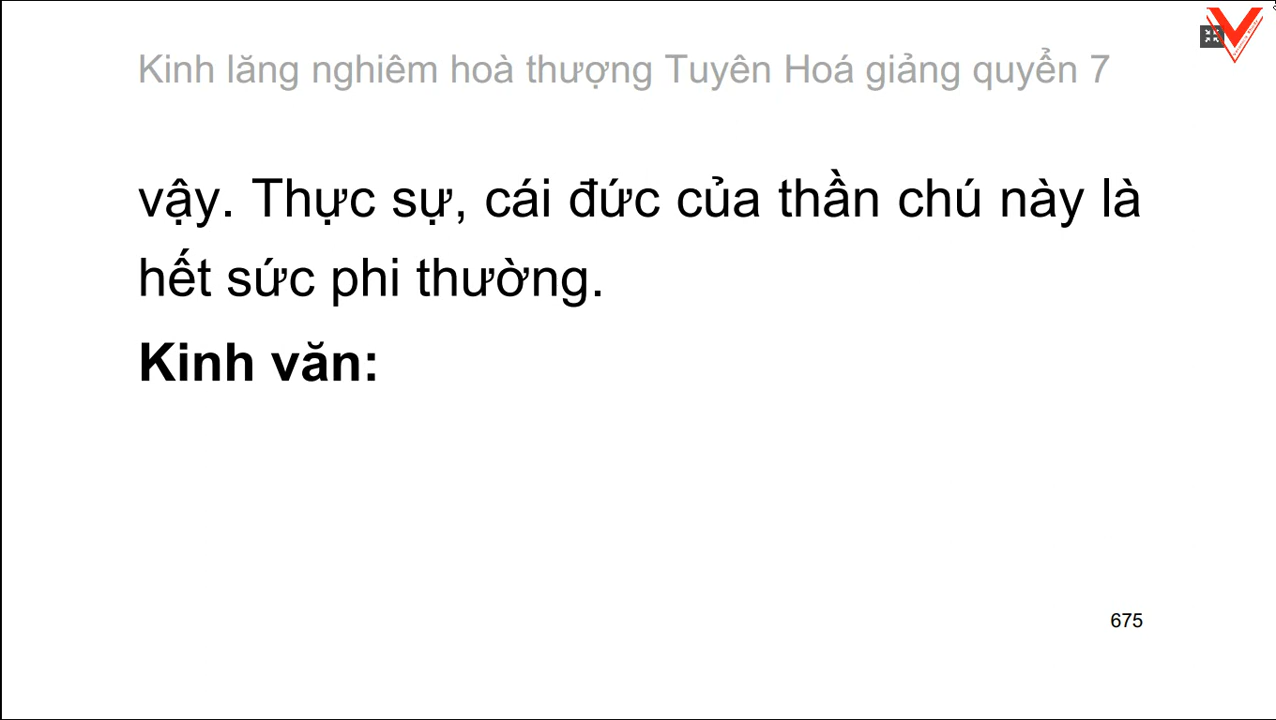 Kinh lăng nghiêm hoà thượng Tuyên Hoá giảng quyển 7
vậy. Thực sự, cái đức của thần chú này là
hết sức phi thường.
Kinh văn:
675